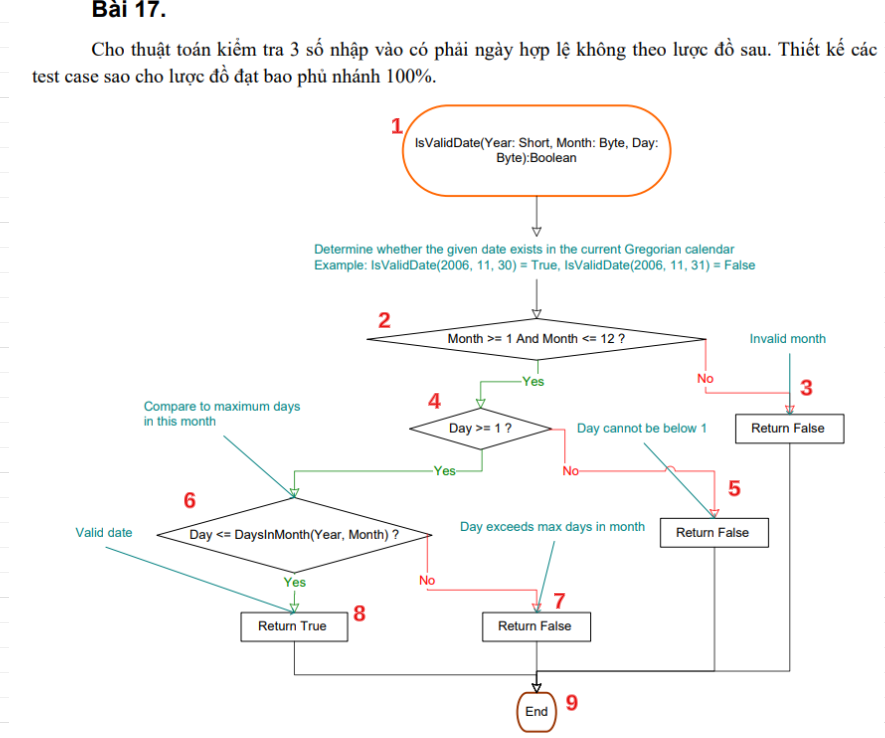 Bài 17.
Cho thuật toán kiểm tra 3 số nhập vào có phải ngày hợp lệ không theo lược đồ sau. Thiết kế các
test case sao cho lược đồ đạt bao phủ nhánh 100%.
1
IsValidDate(Year: Short, Month: Byte, Day:
Byte):Boolean
Determine whether the given date exists in the current Gregorian calendar
Example: IsValidDate(2006, 11, 30) = True, IsValidDate(2006, 11, 31) = False
2
Month >= 1 And Month <= 12 ?
Invalid month
Yes
No
3
Compare to maximum days
in this month
4
Day >= 1 ?
Day cannot be below 1
Return False
Yes
No
5
6
Valid date
Day <= DaysInMonth(Year, Month) ?
Day exceeds max days in month
Return False
Yes
No
7
8
Return True
Return False
9
End